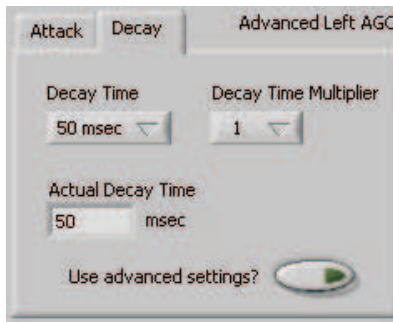 Attack Decay Advanced Left AGC
Decay Time Decay Time Multiplier
50 msec 1
Actual Decay Time
50 msec
Use advanced settings?